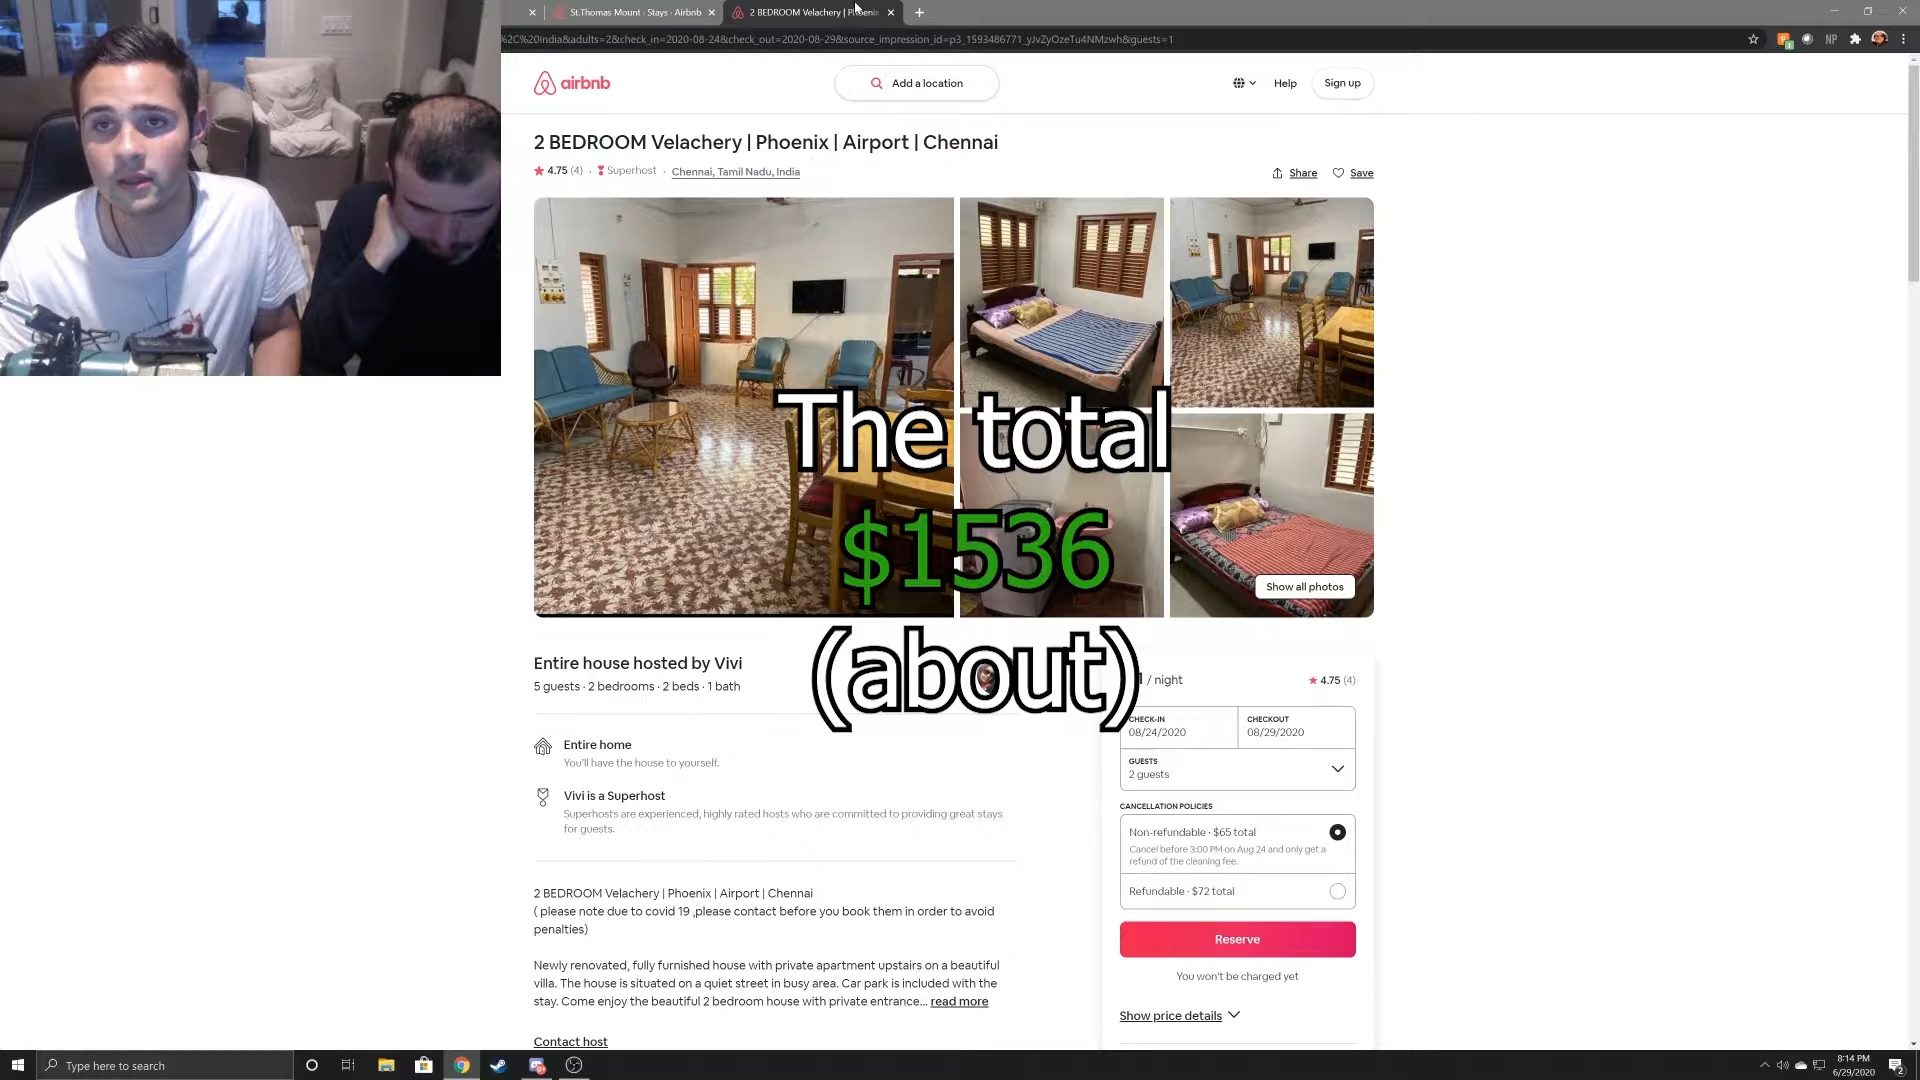 St.Thomas Mount · Stays · Airbnb
2 BEDROOM Velachery | Phoenix
%2C%20India&adults=2&check_in=2020-08-24&check_out=2020-08-29&source_impression_id=p3_1593486771_yJvZyOzeTu4NMzwh&guests=1
NP
airbnb
Add a location
Help
Sign up
2 BEDROOM Velachery | Phoenix | Airport | Chennai
4.75 (4) · Superhost · Chennai, Tamil Nadu, India
Share
Save
The total
$1536
(about)
Show all photos
Entire house hosted by Vivi
5 guests · 2 bedrooms · 2 beds · 1 bath
/ night
4.75 (4)
CHECK-IN
08/24/2020
CHECKOUT
08/29/2020
GUESTS
2 guests
Entire home
You'll have the house to yourself.
Vivi is a Superhost
Superhosts are experienced, highly rated hosts who are committed to providing great stays
for guests.
CANCELLATION POLICIES
Non-refundable · $65 total
Cancel before 3:00 PM on Aug 24 and only get a
refund of the cleaning fee.
Refundable · $72 total
Reserve
You won't be charged yet
Show price details
2 BEDROOM Velachery | Phoenix | Airport | Chennai
( please note due to covid 19 ,please contact before you book them in order to avoid
penalties)
Newly renovated, fully furnished house with private apartment upstairs on a beautiful
villa. The house is situated on a quiet street in busy area. Car park is included with the
stay. Come enjoy the beautiful 2 bedroom house with private entrance... read more
Contact host
Type here to search
8:14 PM
6/29/2020
2